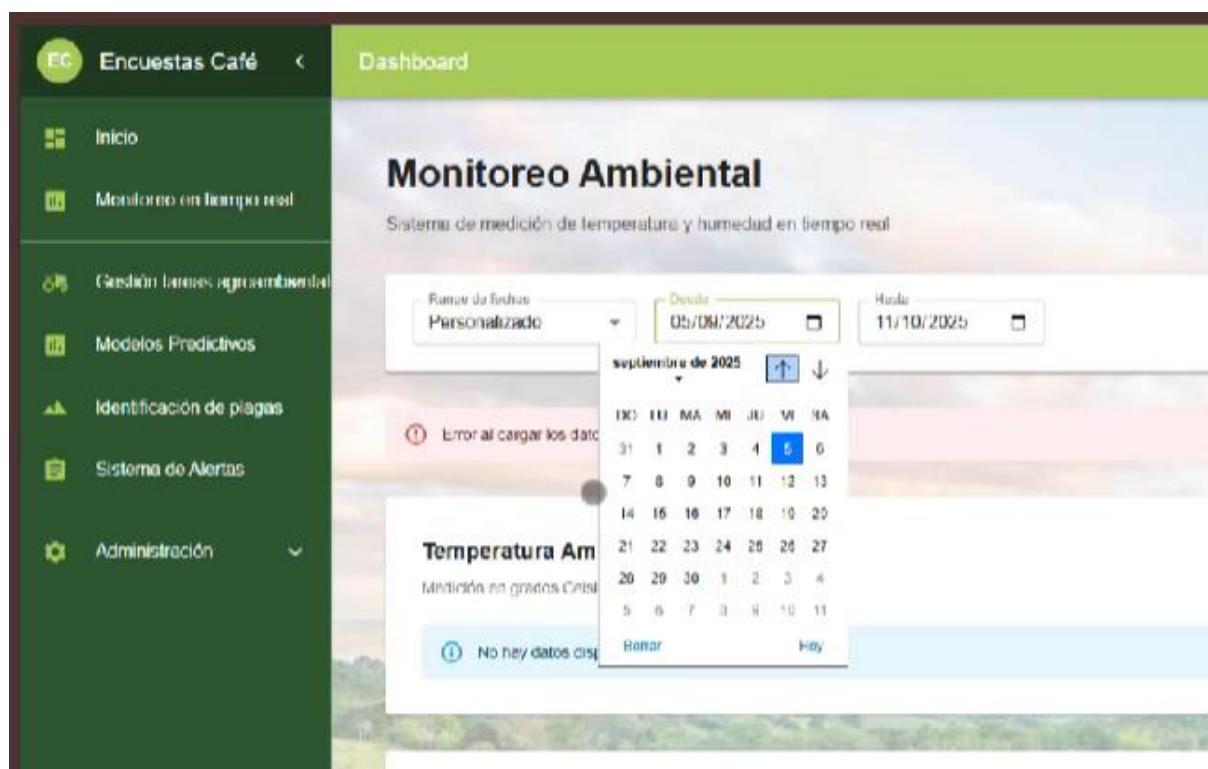 EC
Encuestas Café
Dashboard
Inicio
Monitoreo en tiempo real
Gestión tareas agroambiental
Modelos Predictivos
Identificación de plagas
Sistema de Alertas
Administración
Monitoreo Ambiental
Sistema de medición de temperatura y humedad en tiempo real
Rango de fechas
Personalizado
Desde
05/09/2025
Hasta
11/10/2025
septiembre de 2025
DO LU MA MI JU VI SA
31 1 2 3 4 5 6
7 8 9 10 11 12 13
14 15 16 17 18 19 20
21 22 23 24 25 26 27
28 29 30 1 2 3 4
5 6 7 8 9 10 11
Borrar
Hoy
Error al cargar los dato
Temperatura Am
Medición en grados Celsi
No hay datos disp